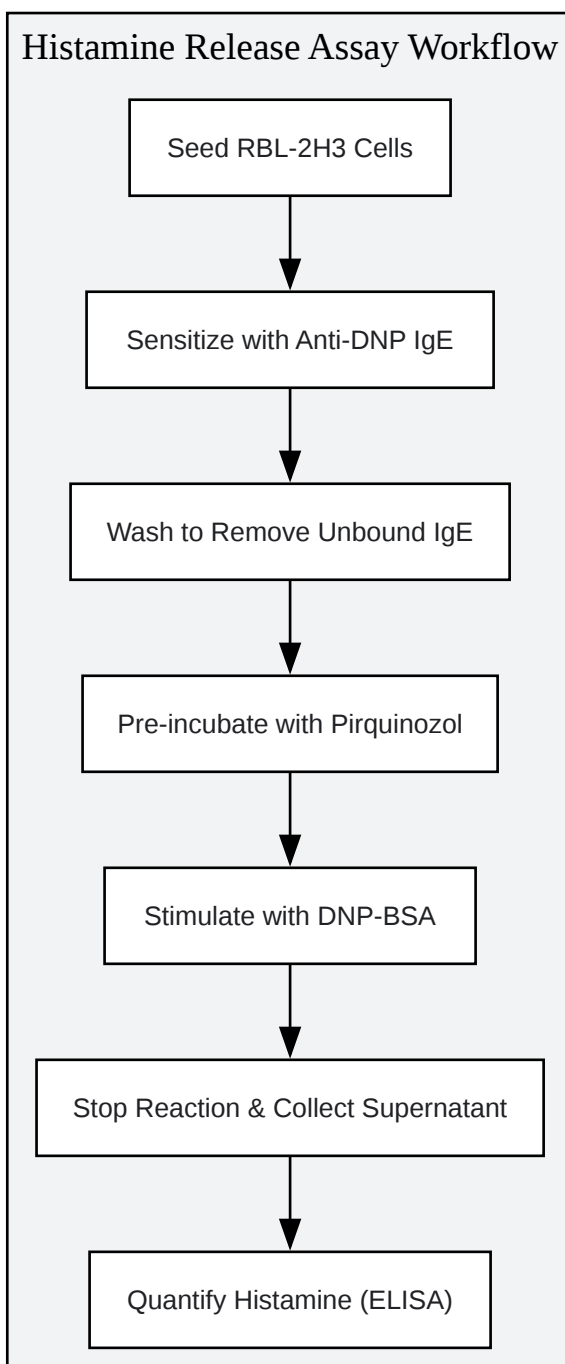 Histamine Release Assay Workflow
Seed RBL-2H3 Cells
Sensitize with Anti-DNP IgE
Wash to Remove Unbound IgE
Pre-incubate with Pirquinozol
Stimulate with DNP-BSA
Stop Reaction & Collect Supernatant
Quantify Histamine (ELISA)